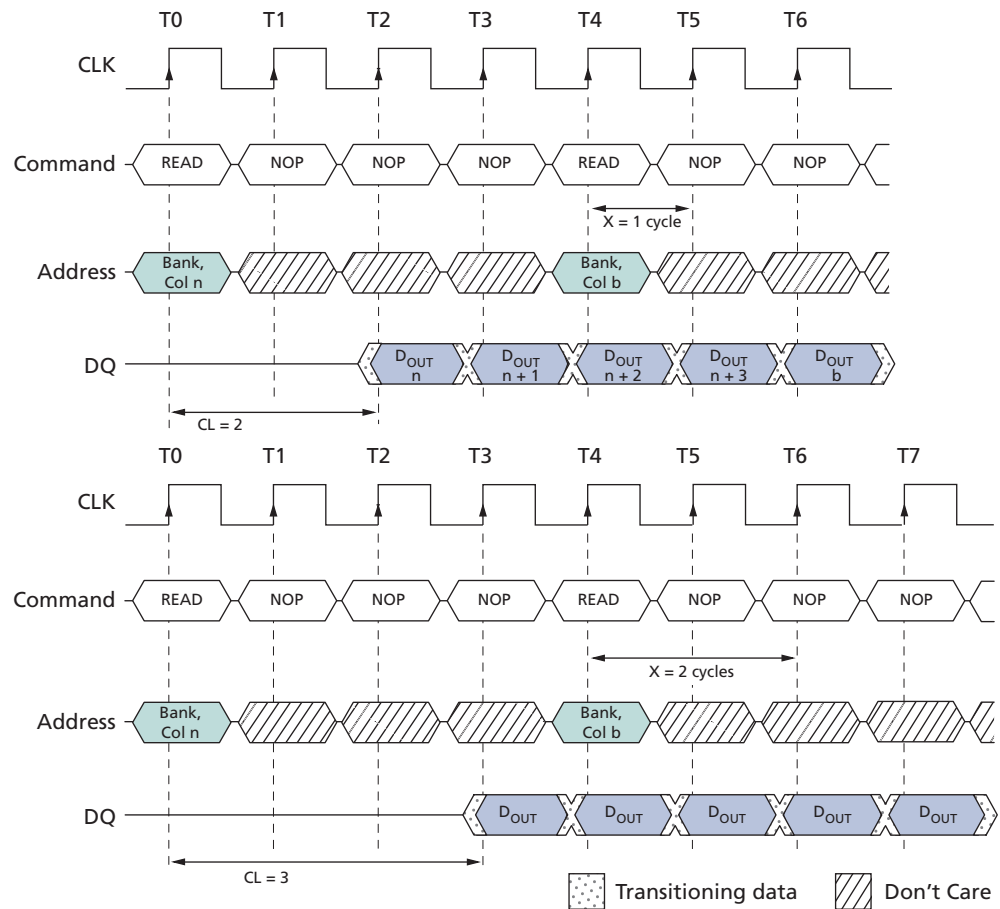 T0 T1 T2 T3 T4 T5 T6
CLK
Command READ NOP NOP NOP READ NOP NOP
X = 1 cycle
Address Bank, Col n Bank, Col b
DQ DOUT n DOUT n + 1 DOUT n + 2 DOUT n + 3 DOUT b
CL = 2
T0 T1 T2 T3 T4 T5 T6 T7
CLK
Command READ NOP NOP NOP READ NOP NOP NOP
X = 2 cycles
Address Bank, Col n Bank, Col b
DQ DOUT DOUT DOUT DOUT DOUT
CL = 3
Transitioning data Don't Care